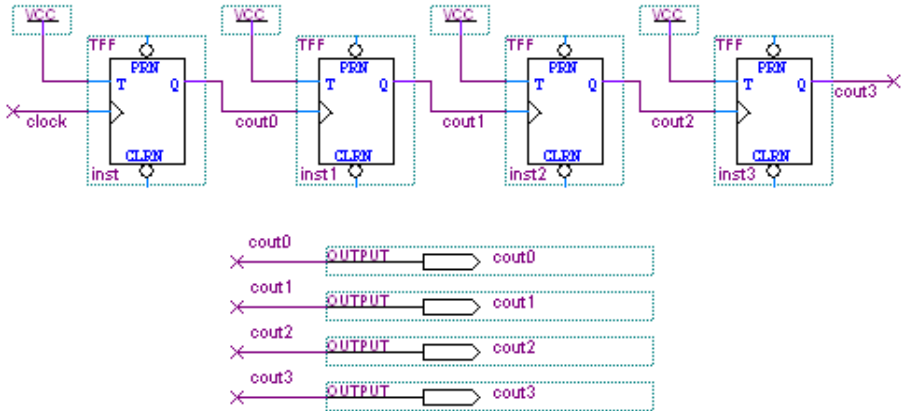 VCC VCC VCC VCC
TFF TFF TFF TFF
PRN PRN PRN PRN
T Q T Q T Q T Q
clock cout0 cout1 cout2 cout3
CLRN CLRN CLRN CLRN
inst inst1 inst2 inst3
cout0 OUTPUT cout0
cout1 OUTPUT cout1
cout2 OUTPUT cout2
cout3 OUTPUT cout3